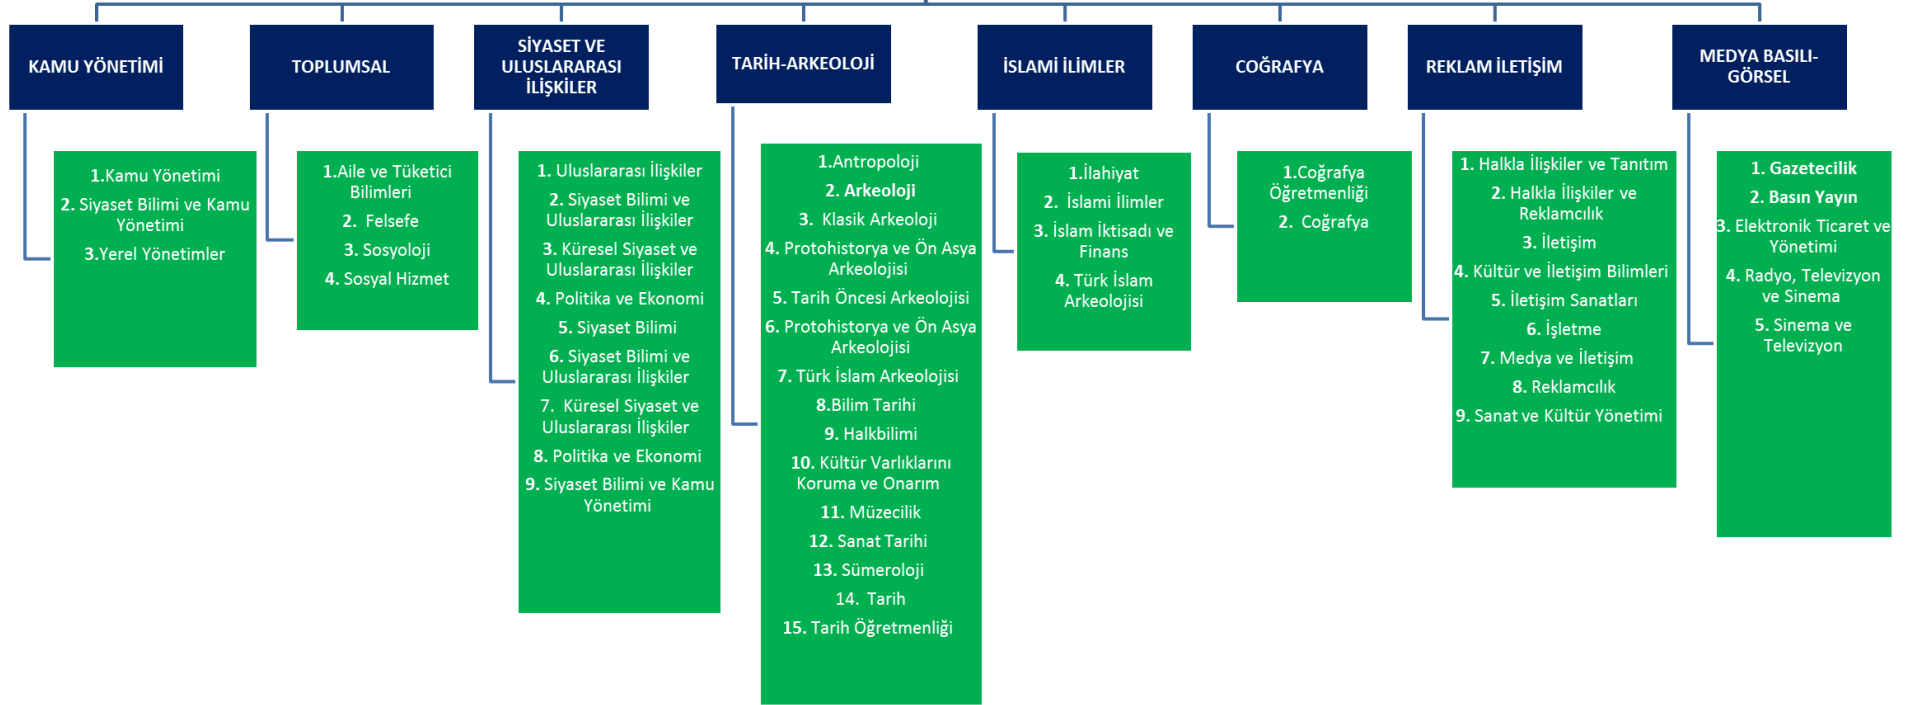 KAMU YÖNETİMİ
1.Kamu Yönetimi
2. Siyaset Bilimi ve Kamu
Yönetimi
3.Yerel Yönetimler
TOPLUMSAL
1.Aile ve Tüketici
Bilimleri
2. Felsefe
3. Sosyoloji
4. Sosyal Hizmet
SİYASET VE
ULUSLARARASI
İLİŞKİLER
1. Uluslararası İlişkiler
2. Siyaset Bilimi ve
Uluslararası İlişkiler
3. Küresel Siyaset ve
Uluslararası İlişkiler
4. Politika ve Ekonomi
5. Siyaset Bilimi
6. Siyaset Bilimi ve
Uluslararası İlişkiler
7. Küresel Siyaset ve
Uluslararası İlişkiler
8. Politika ve Ekonomi
9. Siyaset Bilimi ve Kamu
Yönetimi
TARİH-ARKEOLOJİ
1.Antropoloji
2. Arkeoloji
3. Klasik Arkeoloji
4. Protohistorya ve Ön Asya
Arkeolojisi
5. Tarih Öncesi Arkeolojisi
6. Protohistorya ve Ön Asya
Arkeolojisi
7. Türk İslam Arkeolojisi
8.Bilim Tarihi
9. Halkbilimi
10. Kültür Varlıklarını
Koruma ve Onarım
11. Müzecilik
12. Sanat Tarihi
13. Sümeroloji
14. Tarih
15. Tarih Öğretmenliği
İSLAMİ İLİMLER
1.İlahiyat
2. İslami İlimler
3. İslam İktisadı ve
Finans
4. Türk İslam
Arkeolojisi
COĞRAFYA
1.Coğrafya
Öğretmenliği
2. Coğrafya
REKLAM İLETİŞİM
1. Halkla İlişkiler ve Tanıtım
2. Halkla İlişkiler ve
Reklamcılık
3. İletişim
4. Kültür ve İletişim Bilimleri
5. İletişim Sanatları
6. İşletme
7. Medya ve İletişim
8. Reklamcılık
9. Sanat ve Kültür Yönetimi
MEDYA BASILI-
GÖRSEL
1. Gazetecilik
2. Basın Yayın
3. Elektronik Ticaret ve
Yönetimi
4. Radyo, Televizyon
ve Sinema
5. Sinema ve
Televizyon